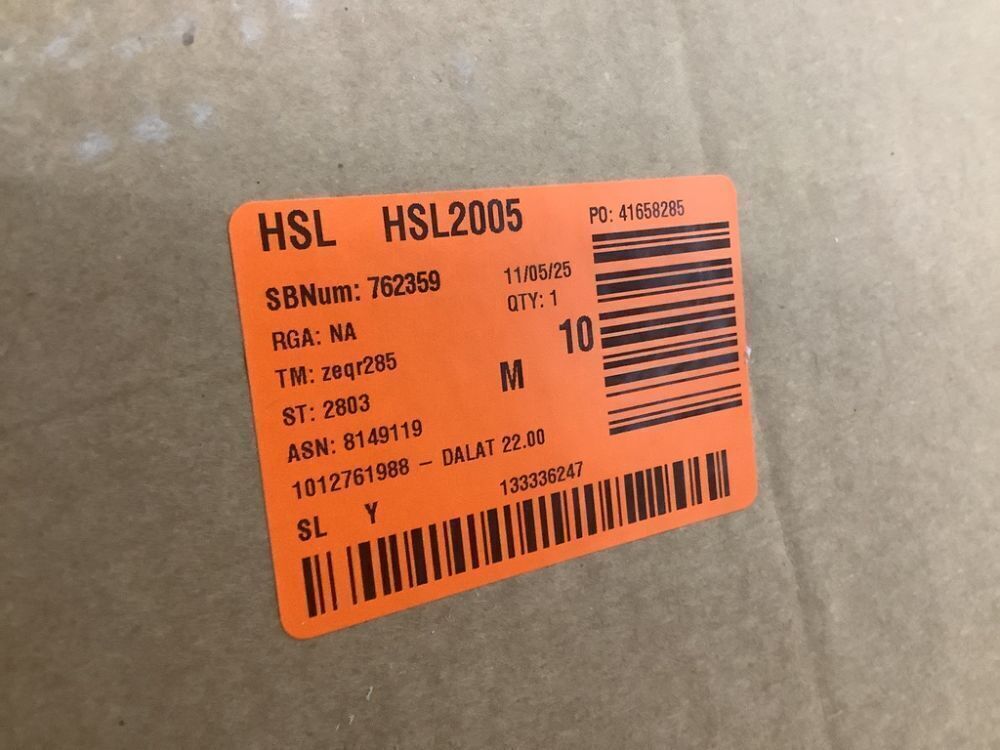 HSL HSL2005 PO: 41658285
SBNum: 762359 11/05/25
QTY: 1
RGA: NA 10
TM: zeqr285 M
ST: 2803
ASN: 8149119
1012761988 – DALAT 22.00
SL Y 133336247